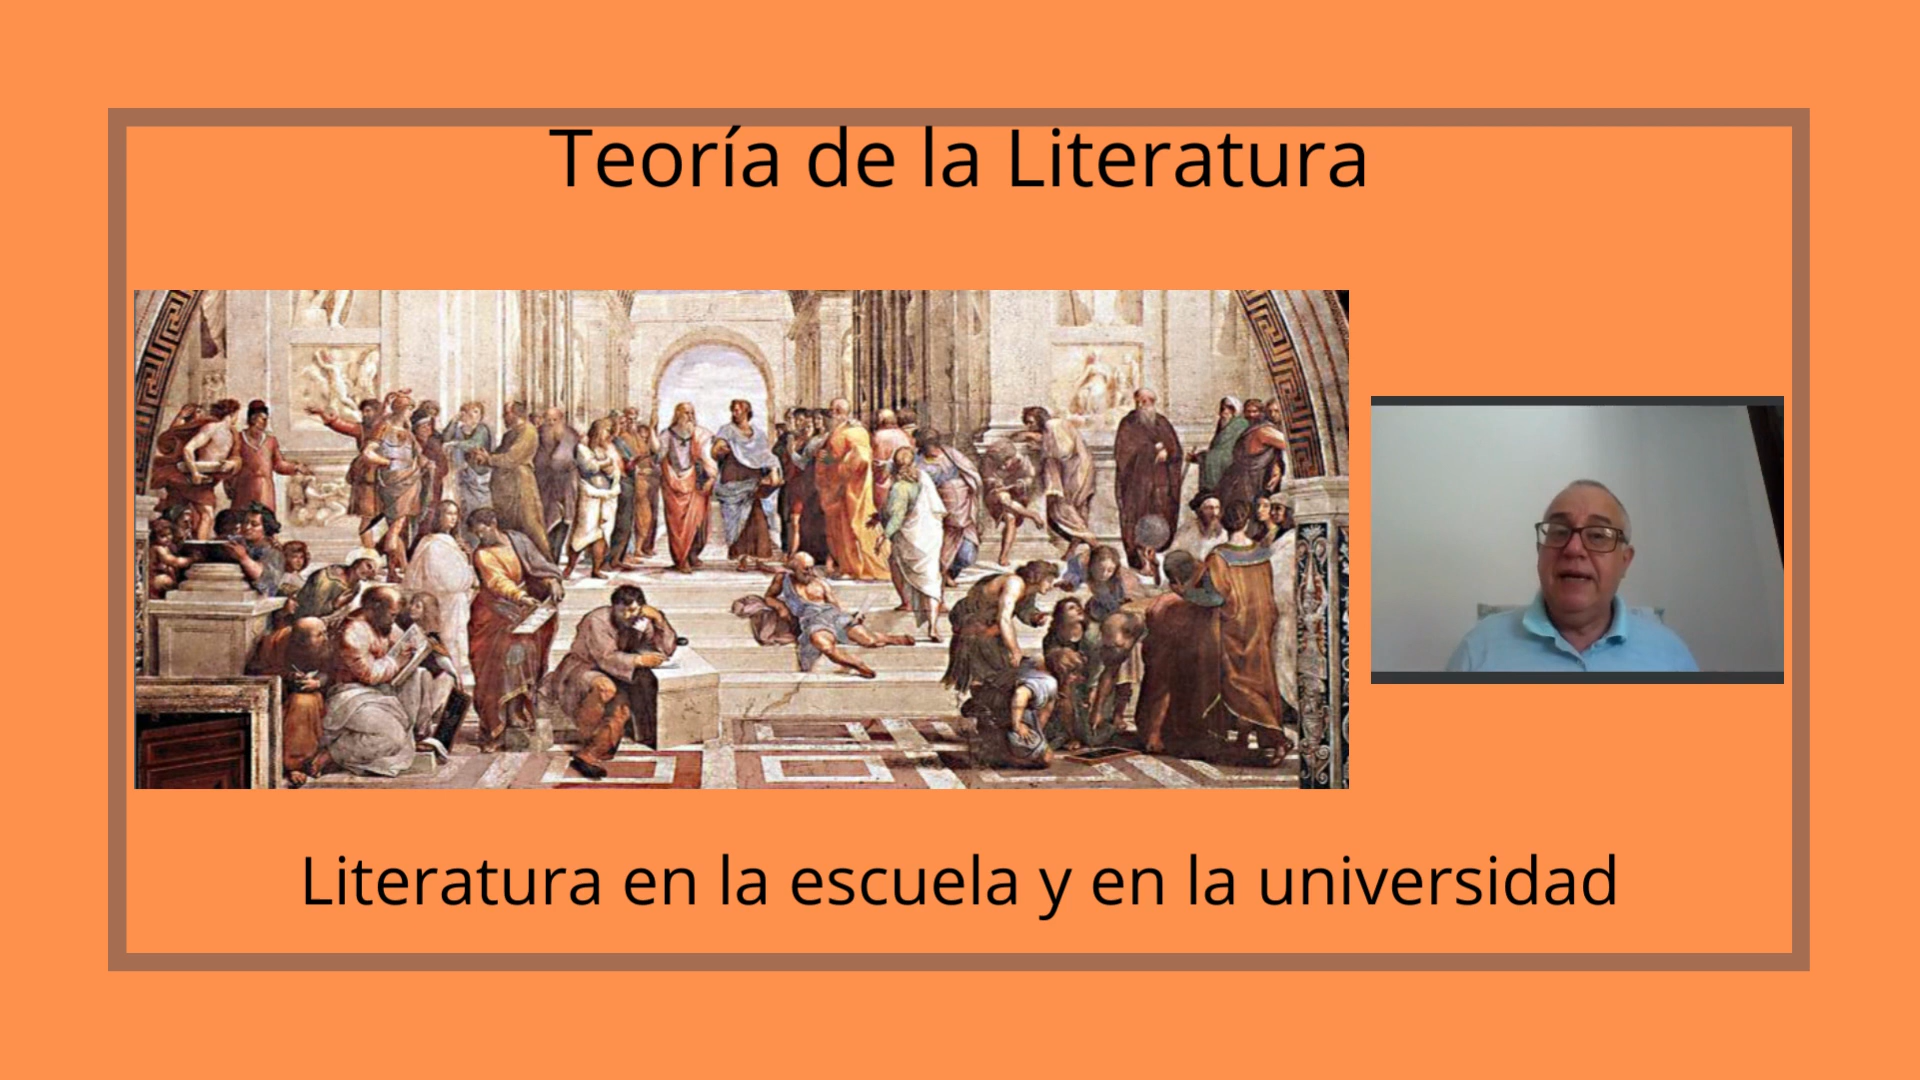 Teoría de la Literatura
Literatura en la escuela y en la universidad